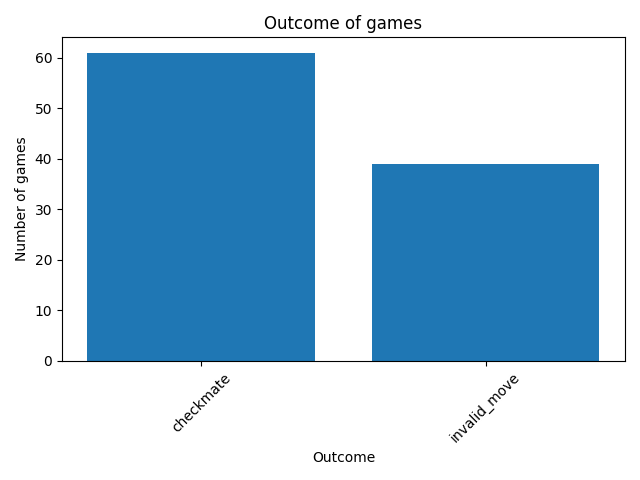 Outcome of games
Number of games
60
50
40
30
20
10
0
checkmate
invalid_move
Outcome